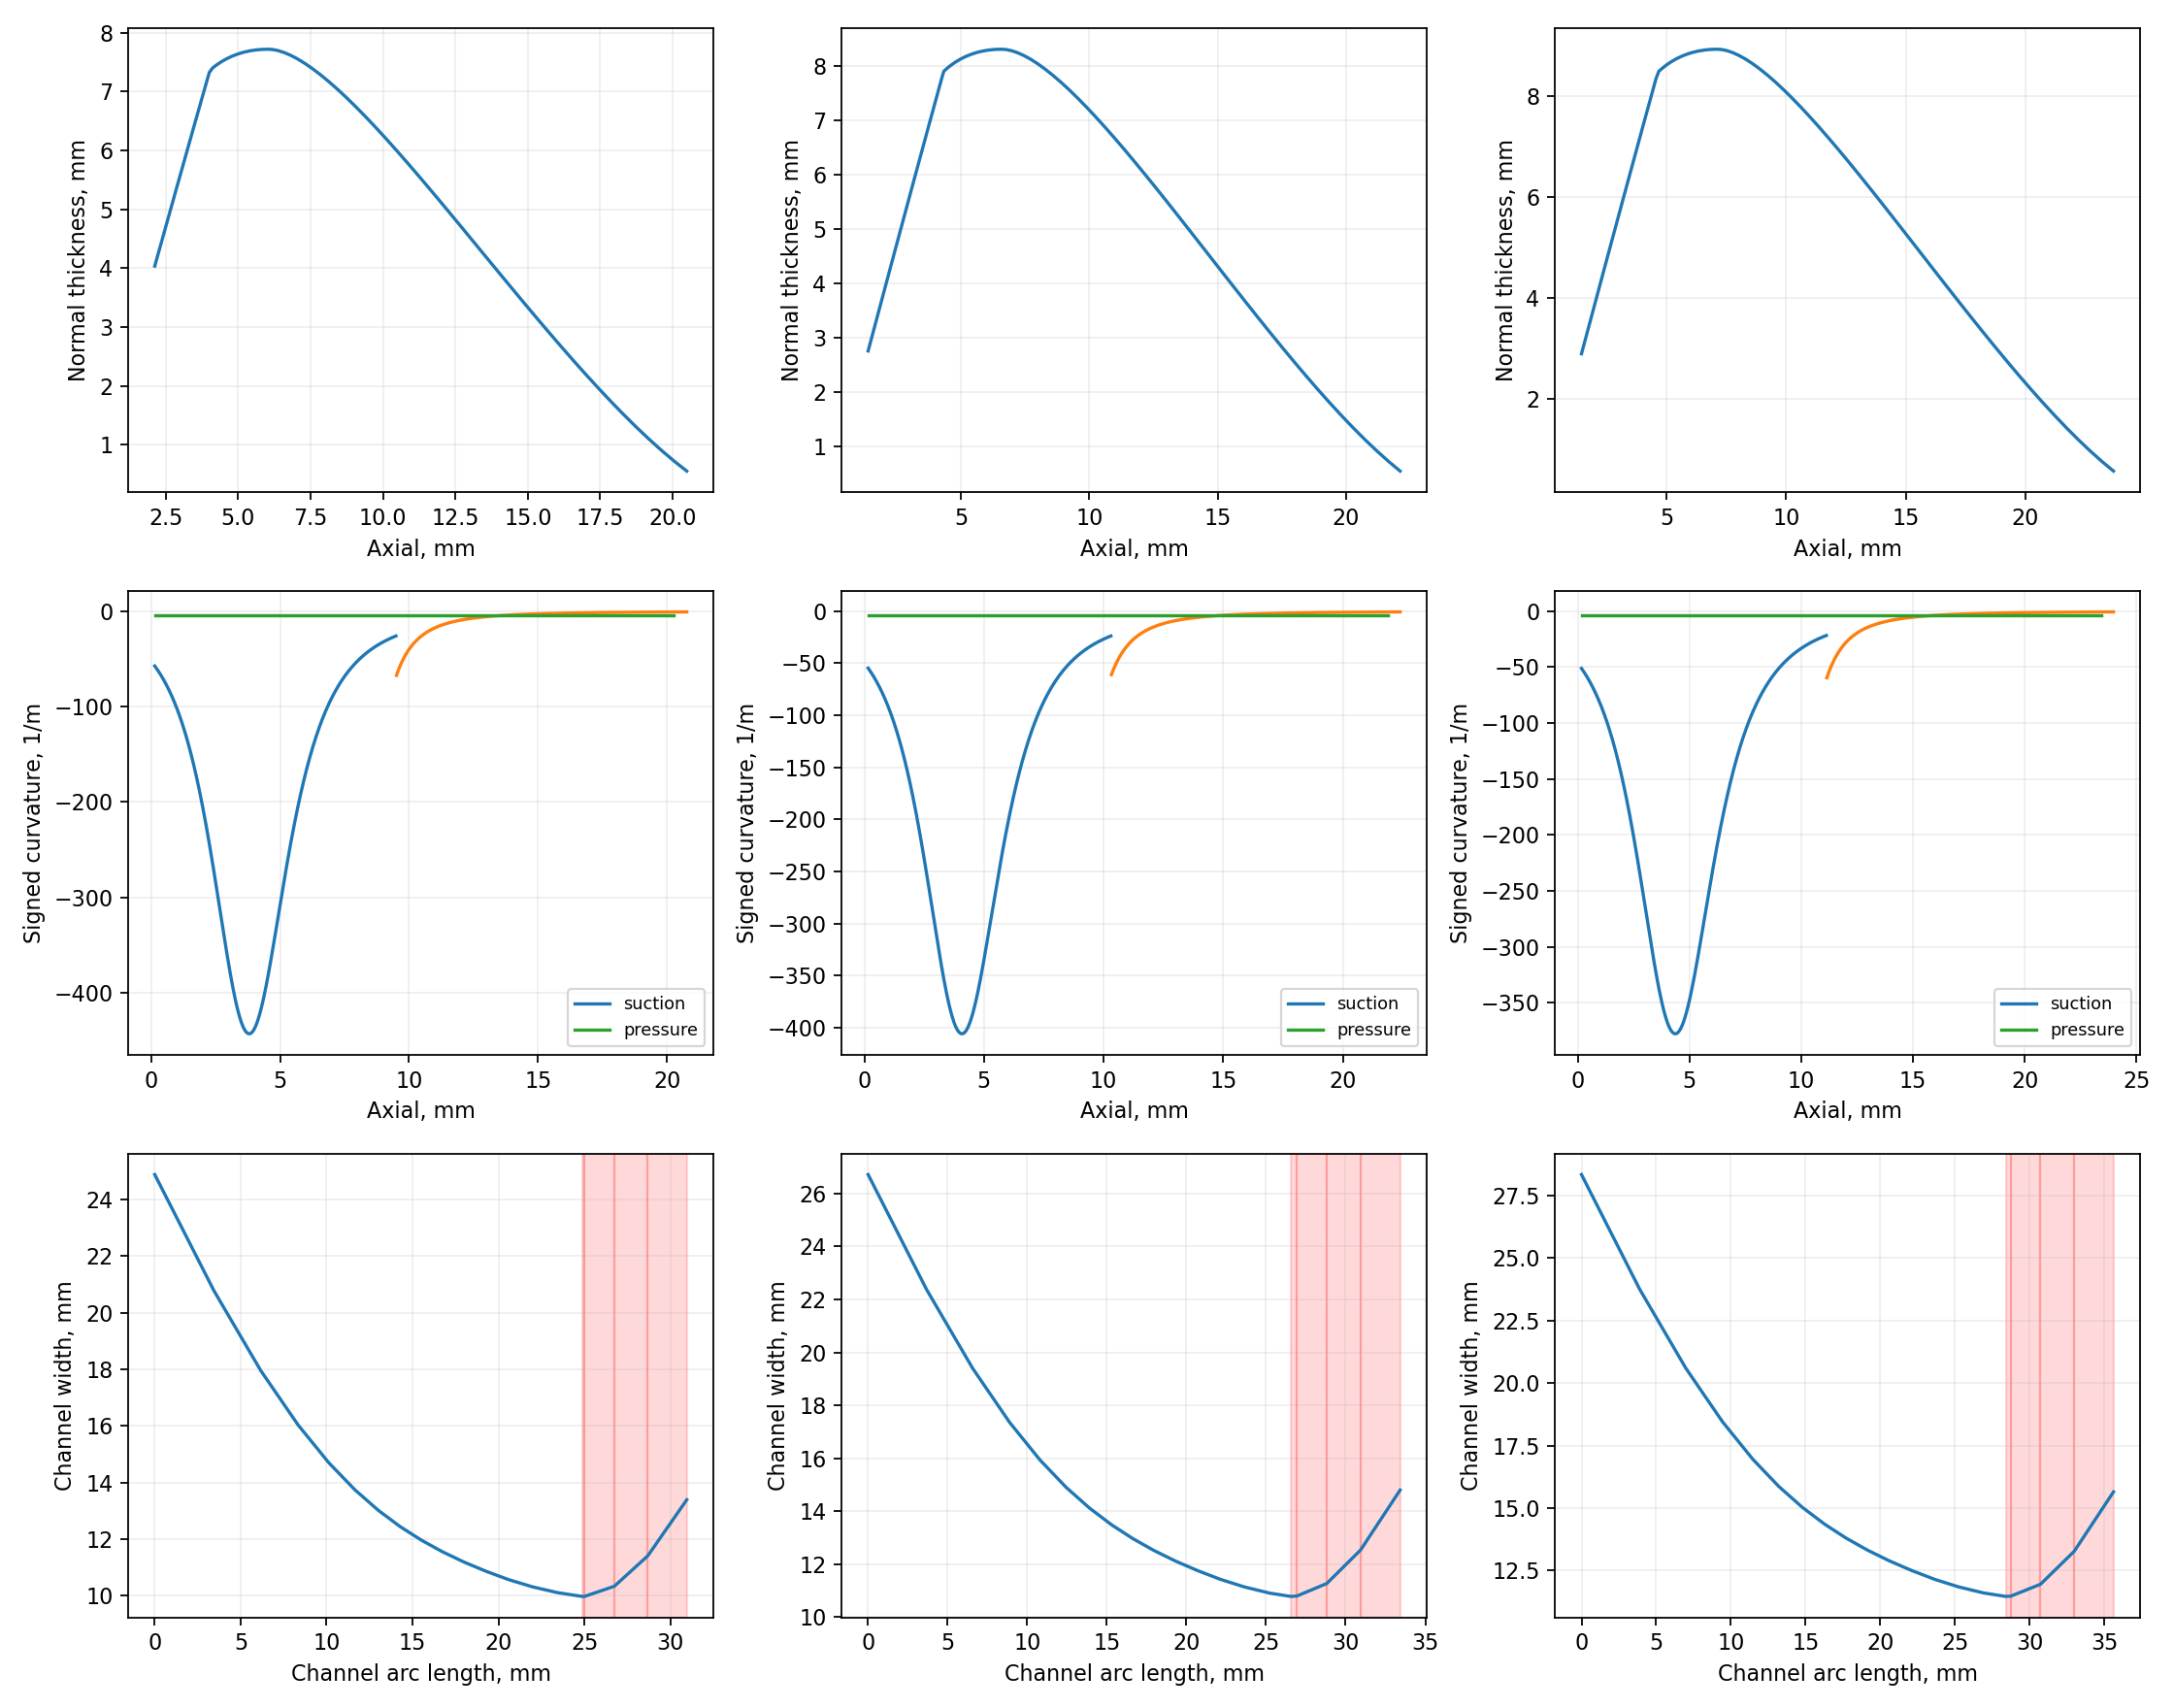 8
7
6
5
4
3
2
1
Normal thickness, mm
2.5 5.0 7.5 10.0 12.5 15.0 17.5 20.0
Axial, mm
8
7
6
5
4
3
2
1
Normal thickness, mm
5 10 15 20
Axial, mm
8
6
4
2
Normal thickness, mm
5 10 15 20
Axial, mm
0
−100
−200
−300
−400
Signed curvature, 1/m
suction
pressure
0 5 10 15 20
Axial, mm
0
−50
−100
−150
−200
−250
−300
−350
−400
Signed curvature, 1/m
suction
pressure
0 5 10 15 20
Axial, mm
0
−50
−100
−150
−200
−250
−300
−350
Signed curvature, 1/m
suction
pressure
0 5 10 15 20 25
Axial, mm
24
22
20
18
16
14
12
10
Channel width, mm
0 5 10 15 20 25 30
Channel arc length, mm
26
24
22
20
18
16
14
12
10
Channel width, mm
0 5 10 15 20 25 30 35
Channel arc length, mm
27.5
25.0
22.5
20.0
17.5
15.0
12.5
Channel width, mm
0 5 10 15 20 25 30 35
Channel arc length, mm